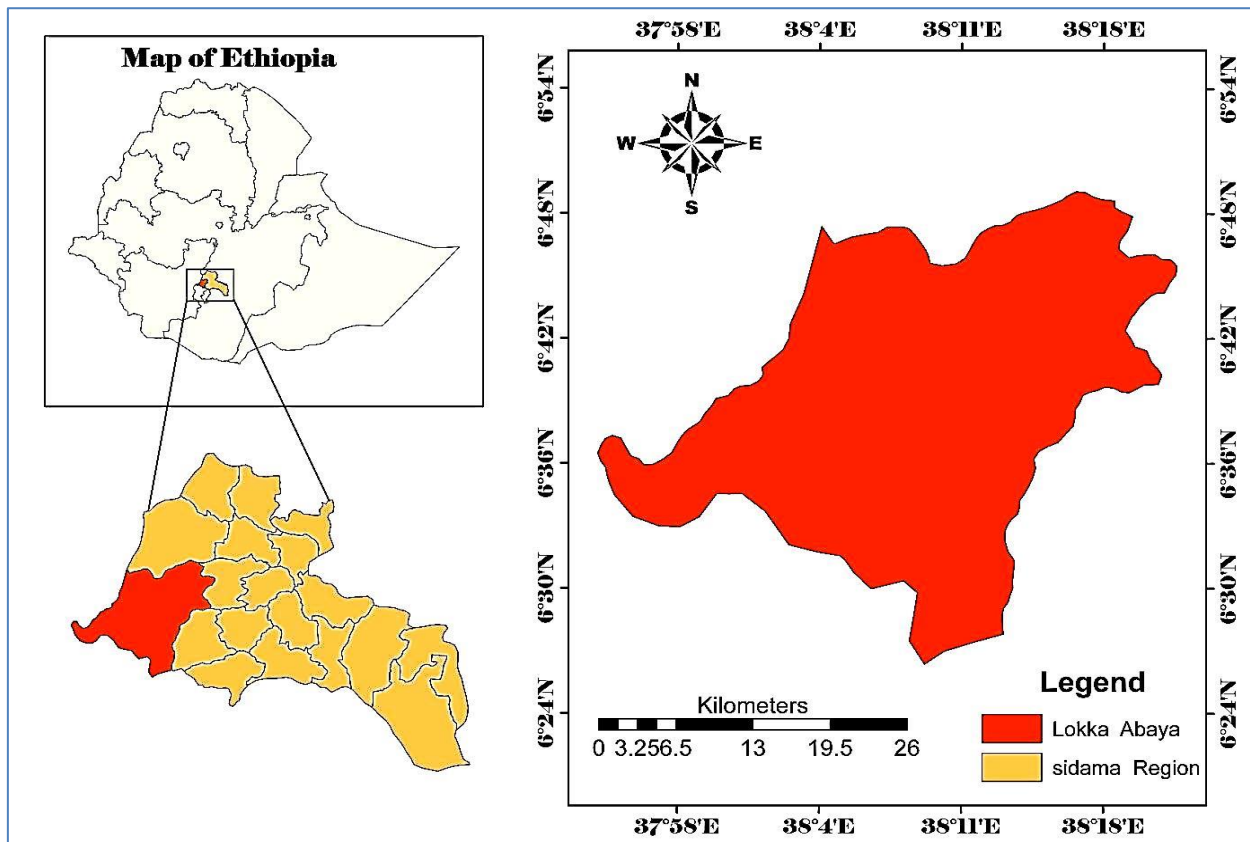 Map of Ethiopia
37°58'E 38°4'E 38°11'E 38°18'E
N
W E
S
6°54'N
6°48'N
6°42'N
6°36'N
6°30'N
6°24'N
6°54'N
6°48'N
6°42'N
6°36'N
6°30'N
6°24'N
Kilometers
0 3.25 6.5 13 19.5 26
Legend
Lokka Abaya
sidama Region
37°58'E 38°4'E 38°11'E 38°18'E